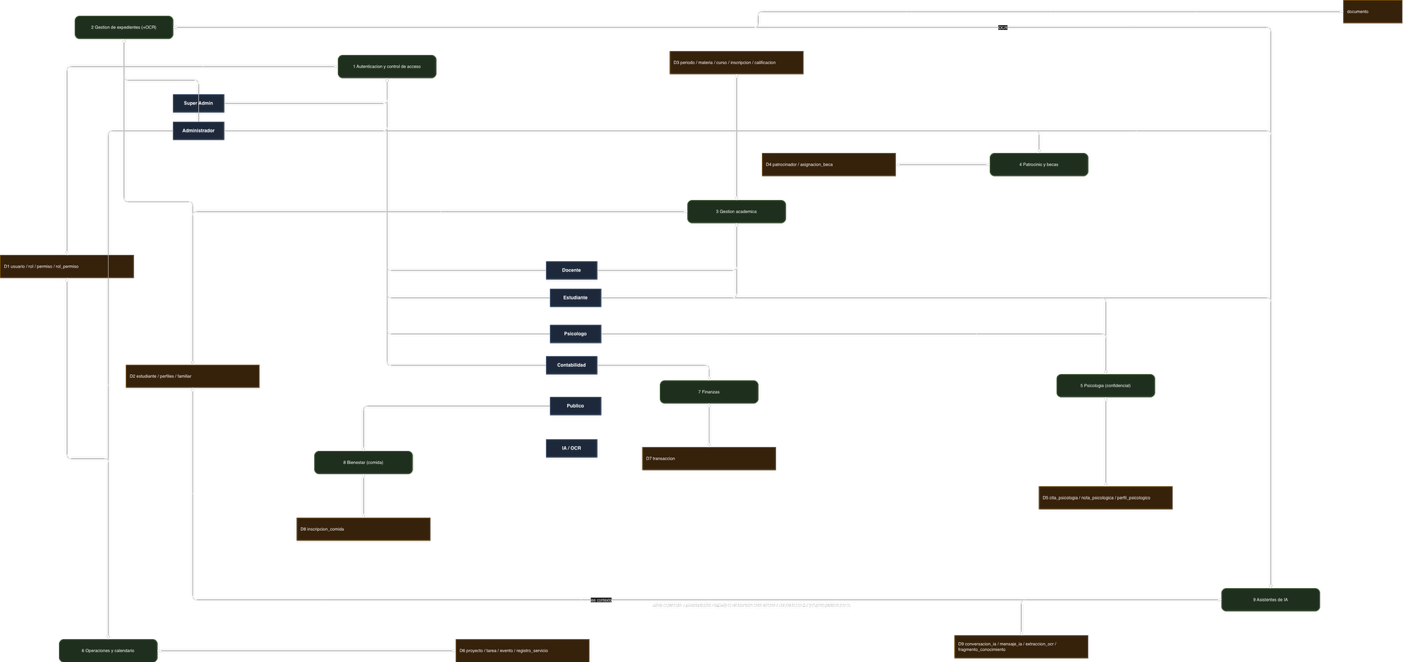 documento
2 Gestion de expedientes (+OCR)
OCR
1 Autenticacion y control de acceso
D3 periodo / materia / curso / inscripcion / calificacion
Super Admin
Administrador
D4 patrocinador / asignacion_beca
4 Patrocinio y becas
3 Gestion academica
D1 usuario / rol / permiso / rol_permiso
Docente
Estudiante
Psicologo
Contabilidad
D2 estudiante / perfiles / familiar
5 Psicologia (confidencial)
7 Finanzas
Publico
IA / OCR
D7 transaccion
8 Bienestar (comida)
D5 cita_psicologia / nota_psicologica / perfil_psicologico
D8 inscripcion_comida
9 Asistentes de IA
D9 conversacion_ia / mensaje_ia / extraccion_ocr /
fragmento_conocimiento
6 Operaciones y calendario
D6 proyecto / tarea / evento / registro_servicio